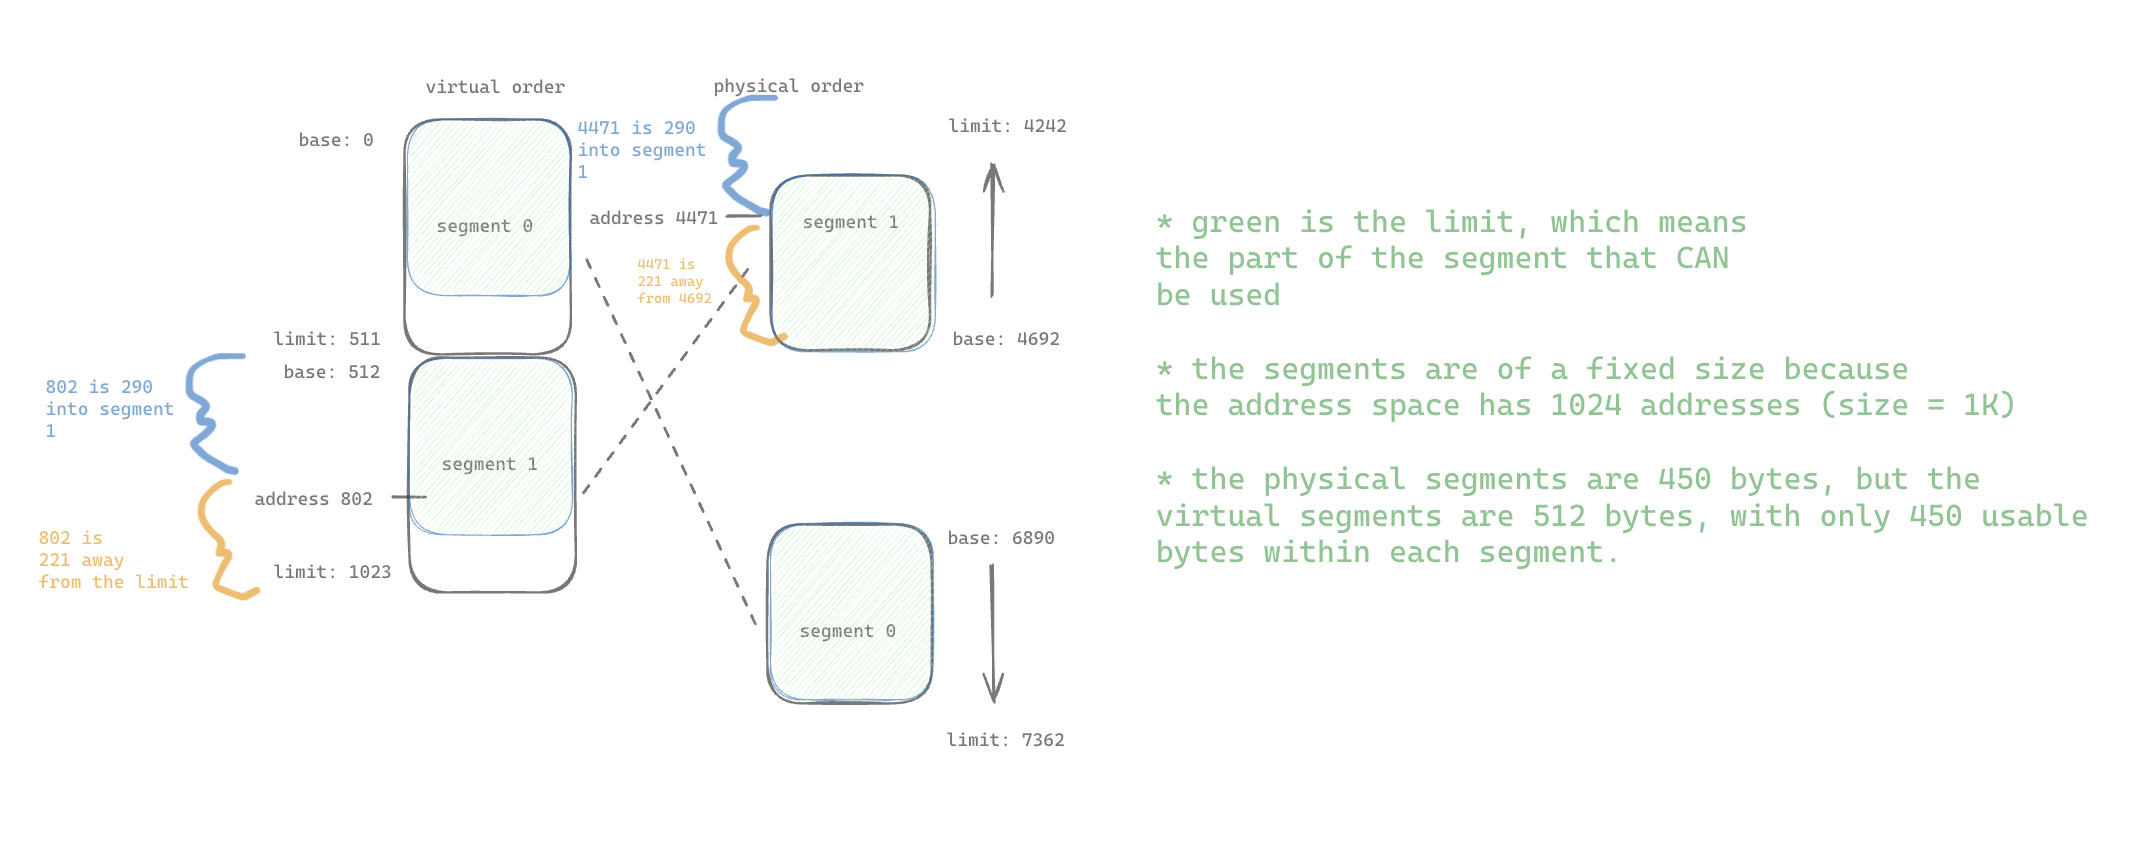 virtual order
physical order
base: 0
4471 is 290
into segment
1
limit: 4242
segment 0
address 4471
segment 1
4471 is
221 away
from 4692
limit: 511
base: 512
base: 4692
802 is 290
into segment
1
segment 1
address 802
802 is
221 away
from the limit
limit: 1023
base: 6890
segment 0
limit: 7362
* green is the limit, which means
the part of the segment that CAN
be used
* the segments are of a fixed size because
the address space has 1024 addresses (size = 1K)
* the physical segments are 450 bytes, but the
virtual segments are 512 bytes, with only 450 usable
bytes within each segment.